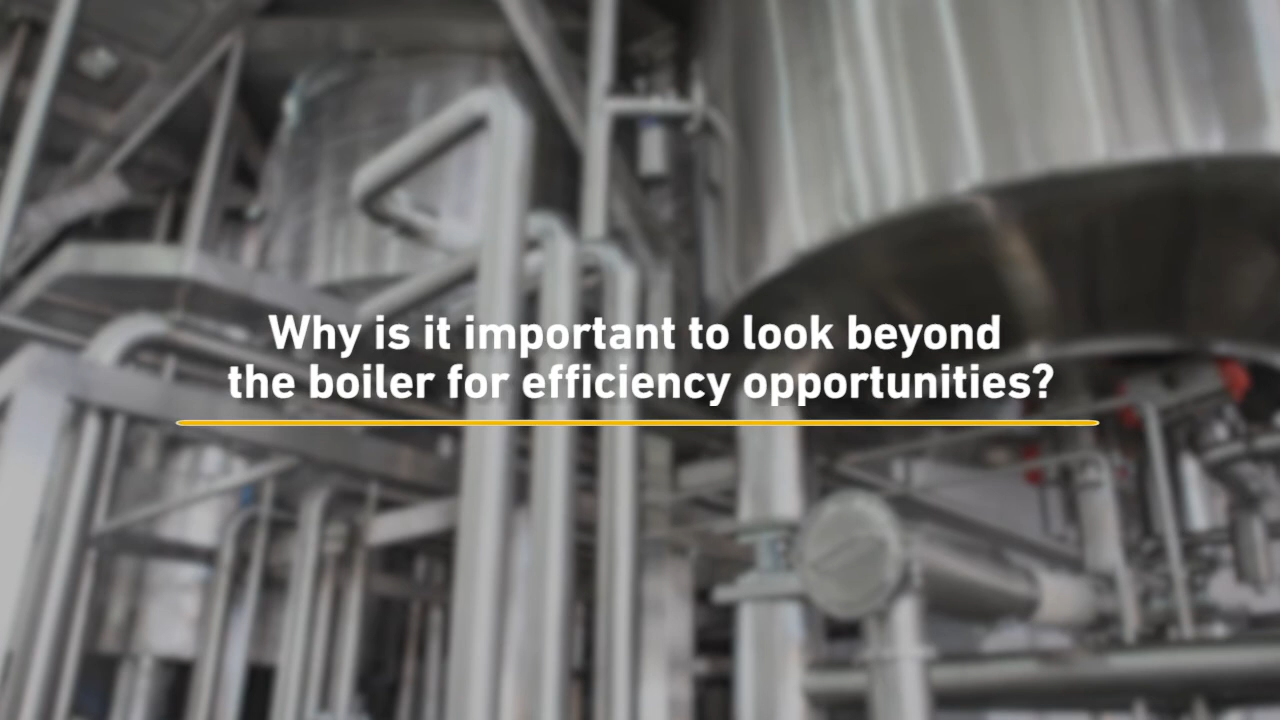 Why is it important to look beyond
the boiler for efficiency opportunities?